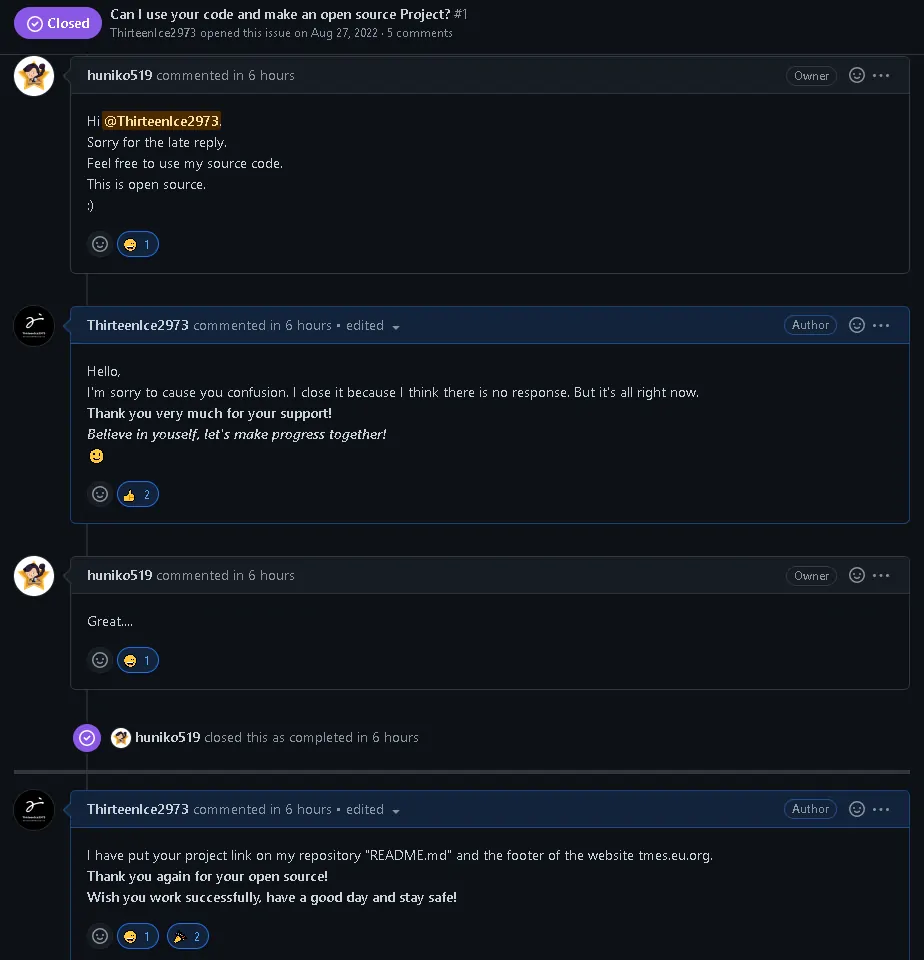 Closed
Can I use your code and make an open source Project? #1
ThirteenIce2973 opened this issue on Aug 27, 2022 · 5 comments
huniko519 commented in 6 hours
Owner
Hi @ThirteenIce2973.
Sorry for the late reply.
Feel free to use my source code.
This is open source.
:)
1
ThirteenIce2973 commented in 6 hours • edited
Author
Hello,
I'm sorry to cause you confusion. I close it because I think there is no response. But it's all right now.
Thank you very much for your support!
Believe in youself, let's make progress together!
2
huniko519 commented in 6 hours
Owner
Great....
1
huniko519 closed this as completed in 6 hours
ThirteenIce2973 commented in 6 hours • edited
Author
I have put your project link on my repository "README.md" and the footer of the website tmes.eu.org.
Thank you again for your open source!
Wish you work successfully, have a good day and stay safe!
1 2